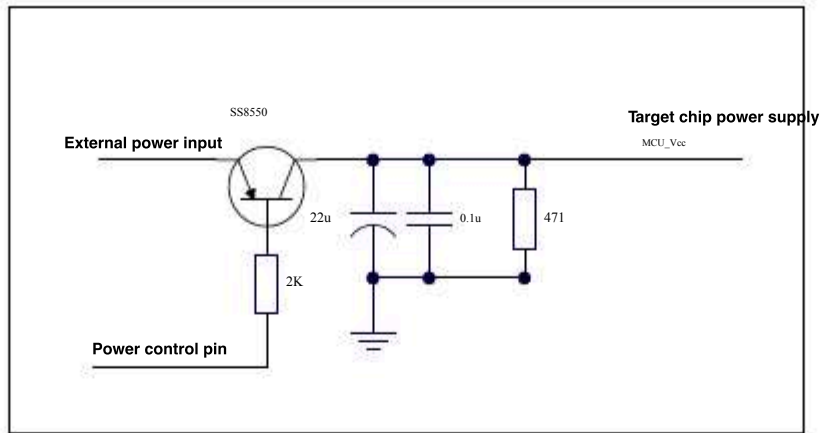 SS8550
Target chip power supply
External power input
MCU_Vcc
22u
0.1u
471
2K
Power control pin